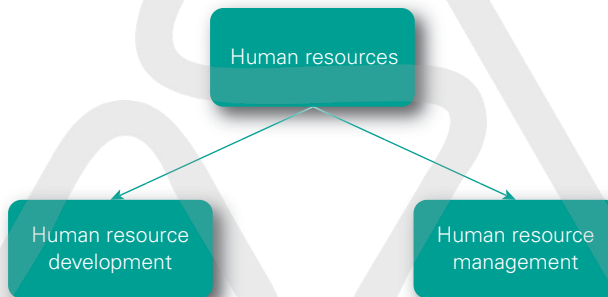 Human resources
Human resource
development
Human resource
management